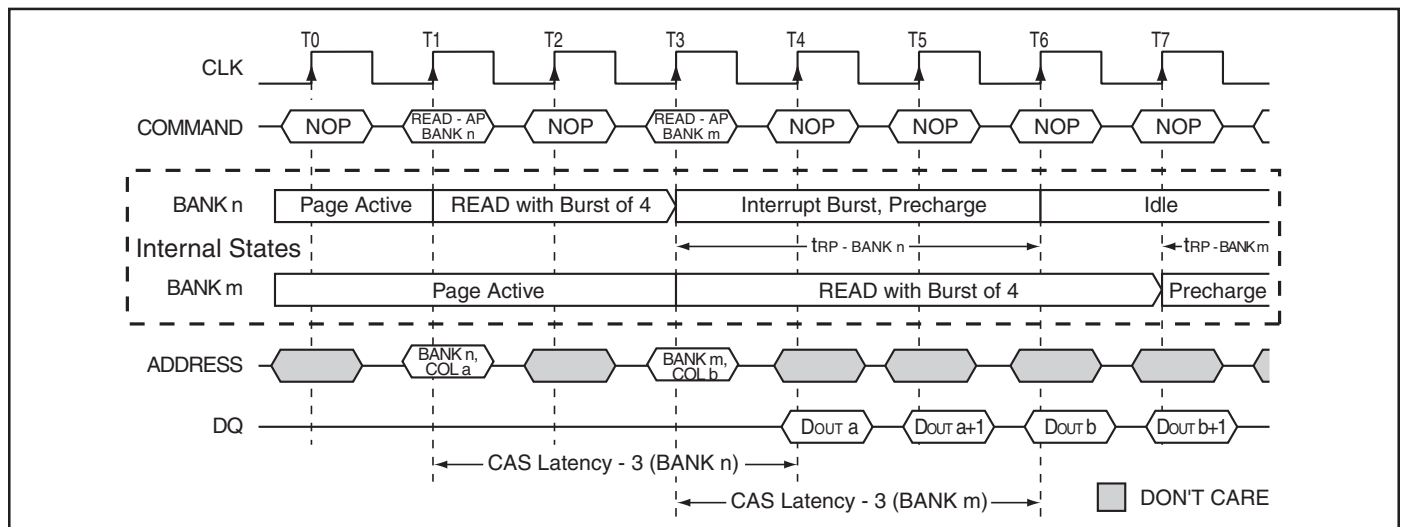 T0 T1 T2 T3 T4 T5 T6 T7
CLK
COMMAND NOP READ - AP BANK n NOP READ - AP BANK m NOP NOP NOP NOP
BANK n Page Active READ with Burst of 4 Interrupt Burst, Precharge Idle
Internal States tRP - BANK n tRP - BANK m
BANK m Page Active READ with Burst of 4 Precharge
ADDRESS BANK n, COL a BANK m, COL b
DQ DOUT a DOUT a+1 DOUT b DOUT b+1
CAS Latency - 3 (BANK n)
CAS Latency - 3 (BANK m) DON'T CARE